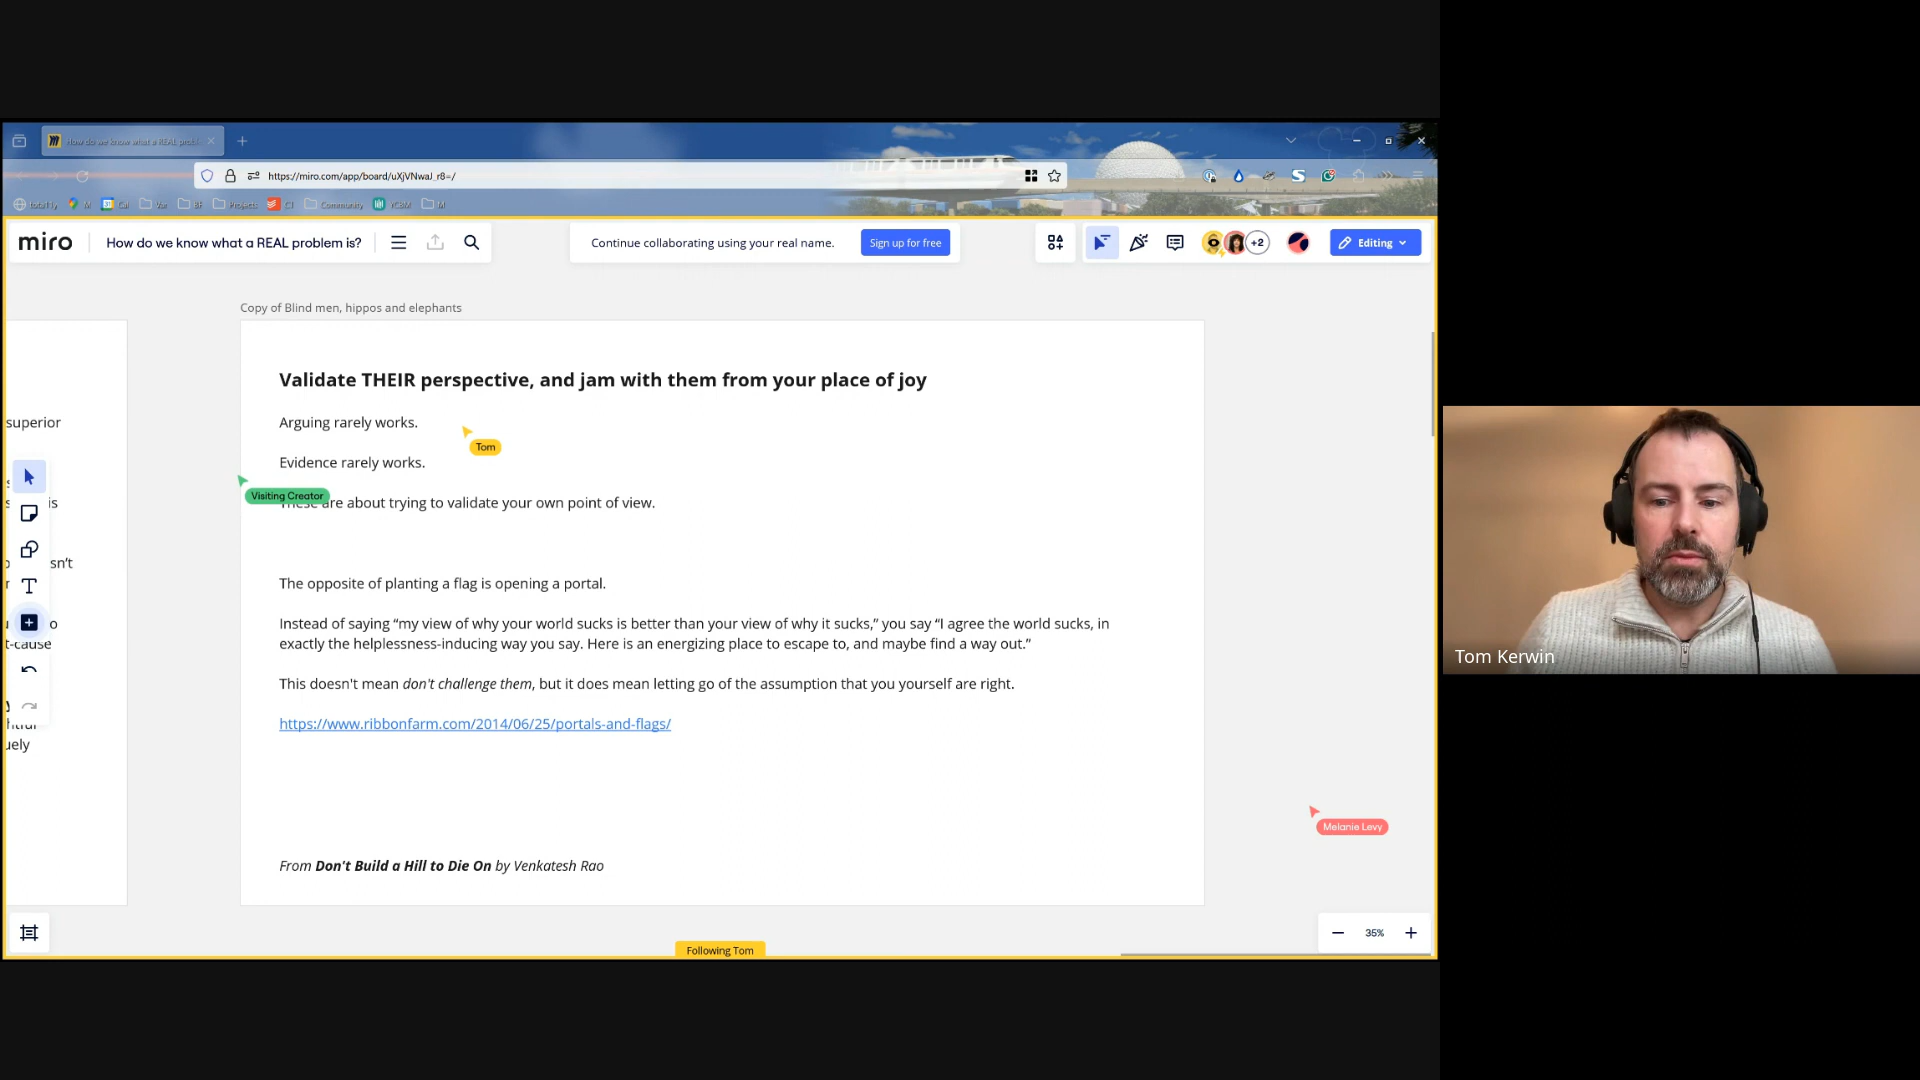 https://miro.com/app/board/uXjVNwaJ_r8=/
Community
YCBM
miro
How do we know what a REAL problem is?
Continue collaborating using your real name.
Sign up for free
+2
Editing
Copy of Blind men, hippos and elephants
superior
is
sn't
t-cause
uely
Validate THEIR perspective, and jam with them from your place of joy
Arguing rarely works.
Tom
Evidence rarely works.
Visiting Creator
These are about trying to validate your own point of view.
The opposite of planting a flag is opening a portal.
Instead of saying “my view of why your world sucks is better than your view of why it sucks,” you say “I agree the world sucks, in
exactly the helplessness-inducing way you say. Here is an energizing place to escape to, and maybe find a way out.”
This doesn't mean don't challenge them, but it does mean letting go of the assumption that you yourself are right.
https://www.ribbonfarm.com/2014/06/25/portals-and-flags/
Melanie Levy
From Don't Build a Hill to Die On by Venkatesh Rao
Following Tom
35%
Tom Kerwin